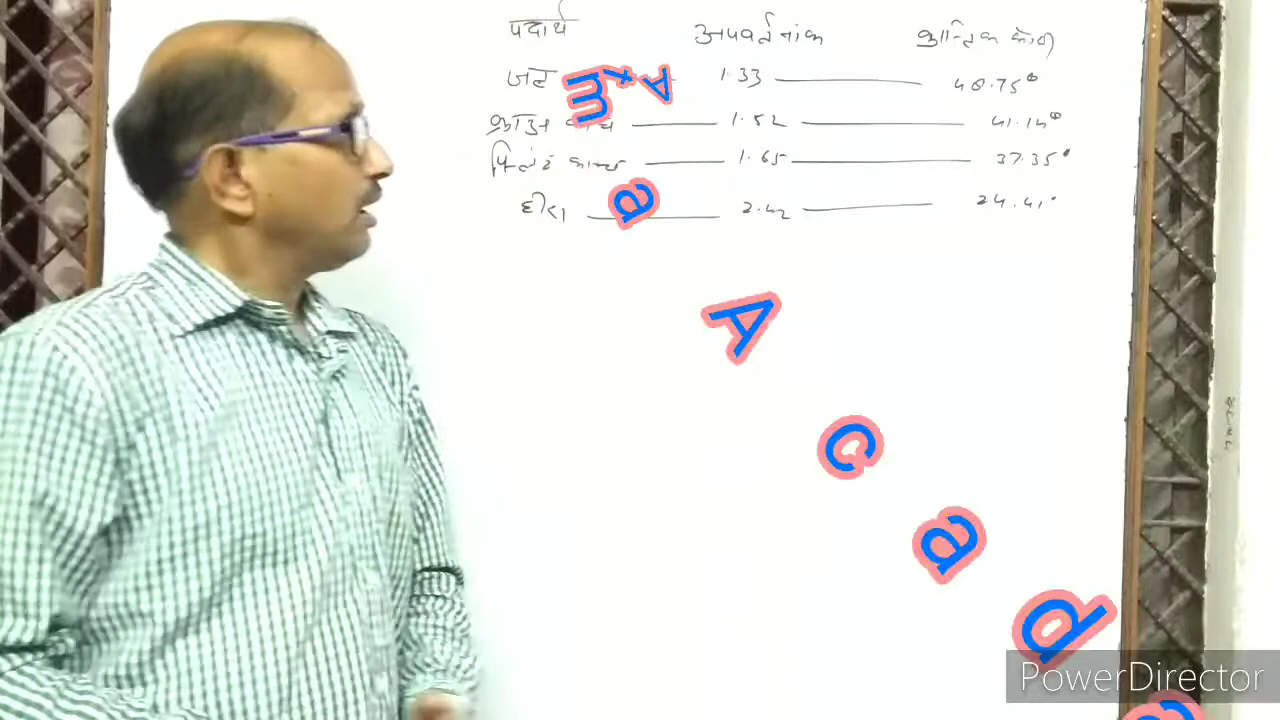 पदार्थ अपवर्तनांक क्रान्तिक कोण
जल 1.33 48.75°
क्राउन काँच 1.52 41.14°
फ्लिंट काँच 1.65 37.35°
हीरा 2.42 24.41°
A
m
a
A
c
a
d
e
PowerDirector